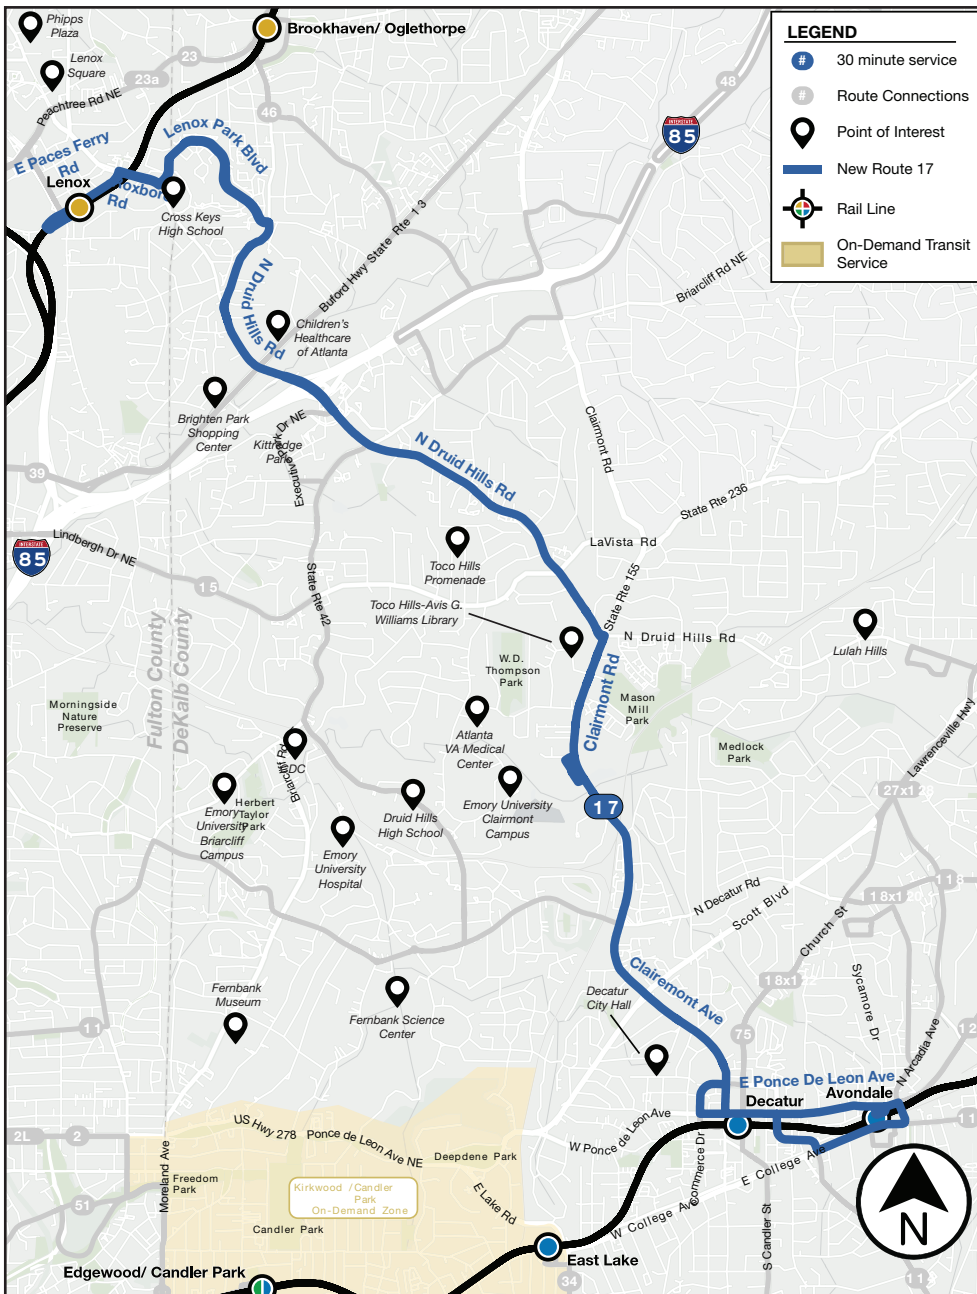 Phipps
Plaza
Lenox
Square
Brookhaven/ Oglethorpe
23
23a
46
48
Peachtree Rd NE
INTERSTATE
85
LEGEND
# 30 minute service
# Route Connections
Point of Interest
New Route 17
Rail Line
On-Demand Transit
Service
E Paces Ferry
Rd
Lenox Park Blvd
Lenox
Rd
Cross Keys
High School
N Druid
Hills Rd
Buford Hwy State Rte 13
Briarcliff Rd NE
Children's
Healthcare
of Atlanta
Brighten Park
Shopping
Center
Kittredge
Park
Executive Park Dr NE
39
N Druid Hills Rd
Clairmont Rd
State Rte 236
INTERSTATE
85
Lindbergh Dr NE
15
State Rte 42
Toco Hills
Promenade
LaVista Rd
State Rte 155
Toco Hills-Avis G.
Williams Library
N Druid Hills Rd
Lulah Hills
W.D.
Thompson
Park
Clairmont Rd
Mason
Mill
Park
Fulton County
DeKalb County
Morningside
Nature
Preserve
Atlanta
VA Medical
Center
Medlock
Park
Lawrenceville Hwy
Briarcliff Rd
Emory
University
Briarcliff
Campus
Herbert
Taylor
Park
Druid Hills
High School
Emory University
Clairmont
Campus
17
Emory
University
Hospital
N Decatur Rd
Scott Blvd
Church St
Sycamore Dr
N Arcadia Ave
Fernbank
Museum
Fernbank Science
Center
Decatur
City Hall
Clairemont Ave
75
11
E Ponce De Leon Ave
Decatur
Avondale
2L
2
US Hwy 278
Ponce de Leon Ave NE
W Ponce de Leon Ave
Commerce Dr
E College Ave
Deepdene Park
Moreland Ave
Freedom
Park
Kirkwood /Candler
Park
On-Demand Zone
51
Candler Park
E Lake Rd
W College Ave
S Candler St
N
East Lake
34
Edgewood/ Candler Park